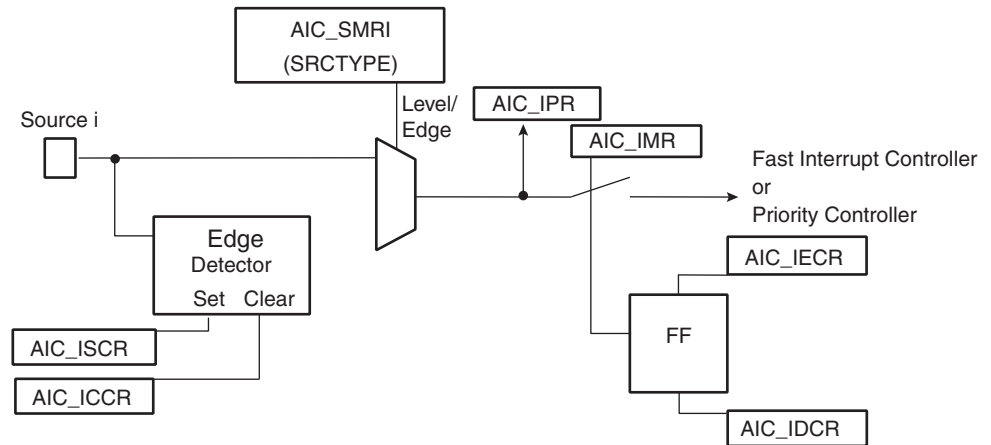 AIC_SMRI
(SRCTYPE)
Source i
Level/
Edge
AIC_IPR
AIC_IMR
Fast Interrupt Controller
or
Priority Controller
Edge
Detector
Set Clear
AIC_IECR
FF
AIC_ISCR
AIC_ICCR
AIC_IDCR